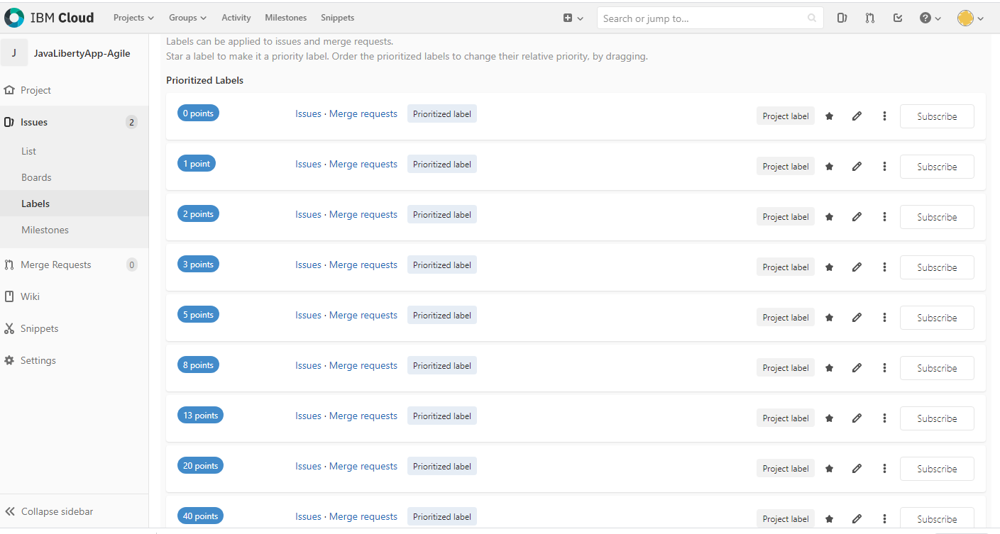 IBM Cloud Projects Groups Activity Milestones Snippets Search or jump to...
J JavaLibertyApp-Agile
Project
Issues 2
List
Boards
Labels
Milestones
Merge Requests 0
Wiki
Snippets
Settings
Collapse sidebar
Labels can be applied to issues and merge requests.
Star a label to make it a priority label. Order the prioritized labels to change their relative priority, by dragging.
Prioritized Labels
0 points Issues · Merge requests Prioritized label Project label Subscribe
1 point Issues · Merge requests Prioritized label Project label Subscribe
2 points Issues · Merge requests Prioritized label Project label Subscribe
3 points Issues · Merge requests Prioritized label Project label Subscribe
5 points Issues · Merge requests Prioritized label Project label Subscribe
8 points Issues · Merge requests Prioritized label Project label Subscribe
13 points Issues · Merge requests Prioritized label Project label Subscribe
20 points Issues · Merge requests Prioritized label Project label Subscribe
40 points Issues · Merge requests Prioritized label Project label Subscribe